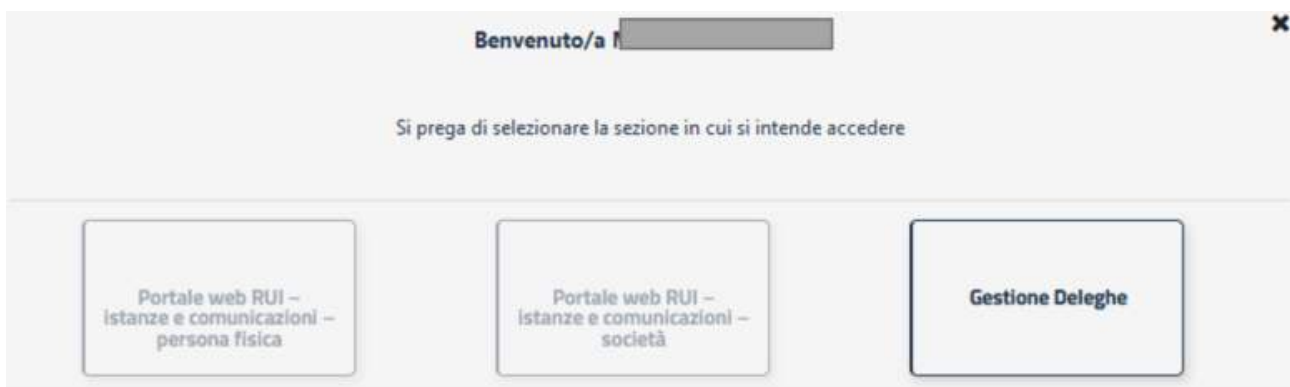 Benvenuto/a
Si prega di selezionare la sezione in cui si intende accedere
Portale web RUI –
istanze e comunicazioni –
persona fisica
Portale web RUI –
istanze e comunicazioni –
società
Gestione Deleghe